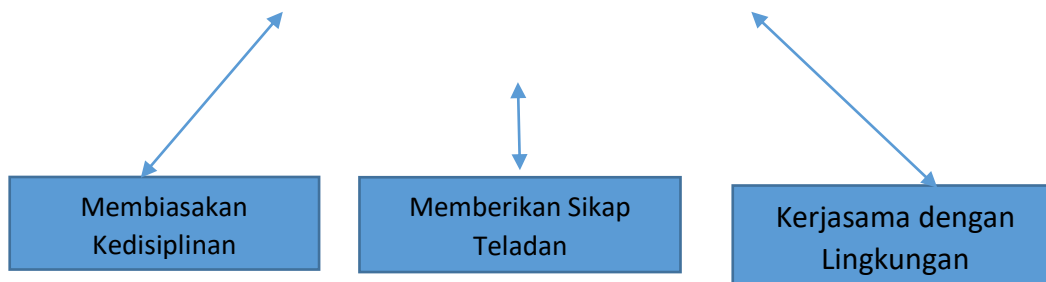 Membiasakan
Kedisiplinan
Memberikan Sikap
Teladan
Kerjasama dengan
Lingkungan